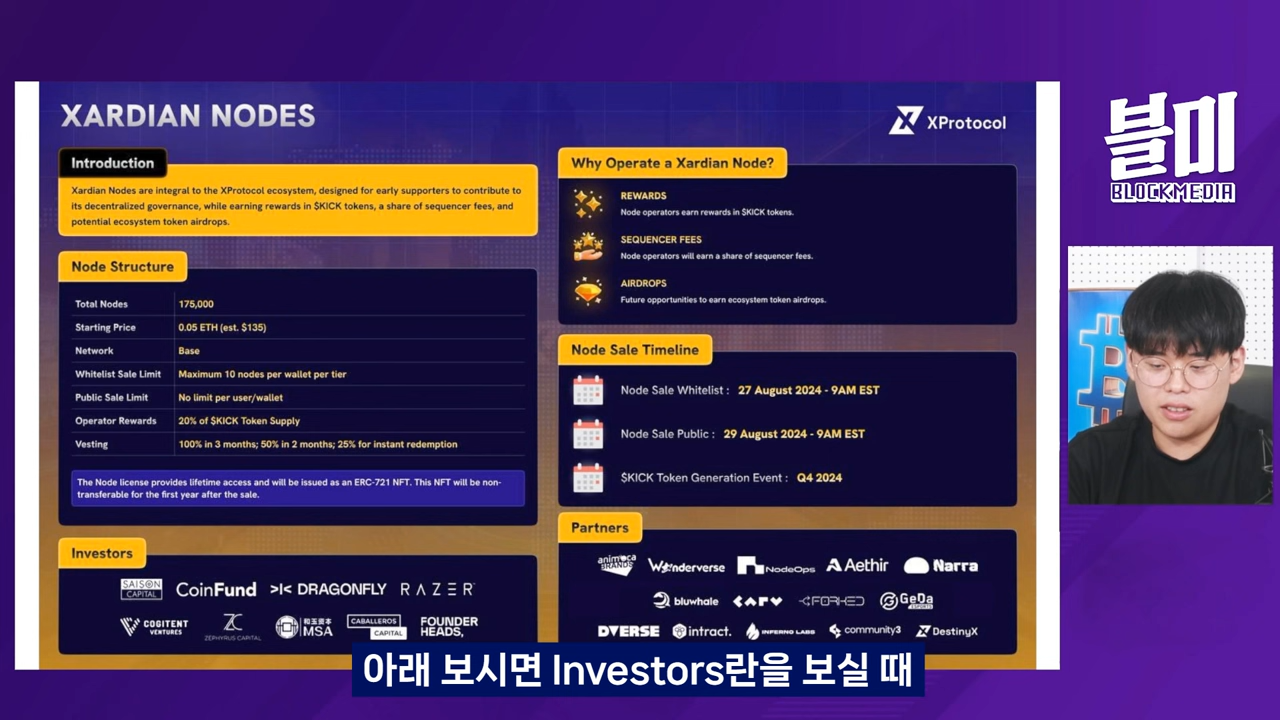 XARDIAN NODES
XProtocol
Introduction
Xardian Nodes are integral to the XProtocol ecosystem, designed for early supporters to contribute to
its decentralized governance, while earning rewards in $KICK tokens, a share of sequencer fees, and
potential ecosystem token airdrops.
Node Structure
Total Nodes 175,000
Starting Price 0.05 ETH (est. $135)
Network Base
Whitelist Sale Limit Maximum 10 nodes per wallet per tier
Public Sale Limit No limit per user/wallet
Operator Rewards 20% of $KICK Token Supply
Vesting 100% in 3 months; 50% in 2 months; 25% for instant redemption
The Node license provides lifetime access and will be issued as an ERC-721 NFT. This NFT will be non-
transferable for the first year after the sale.
Investors
SAISON CAPITAL CoinFund DRAGONFLY RAZER
COGITENT VENTURES ZEPHYRUS CAPITAL 和玉资本 MSA CABALLEROS CAPITAL FOUNDER HEADS,
Why Operate a Xardian Node?
REWARDS
Node operators earn rewards in $KICK tokens.
SEQUENCER FEES
Node operators will earn a share of sequencer fees.
AIRDROPS
Future opportunities to earn ecosystem token airdrops.
Node Sale Timeline
Node Sale Whitelist : 27 August 2024 - 9AM EST
Node Sale Public : 29 August 2024 - 9AM EST
$KICK Token Generation Event : Q4 2024
Partners
animoca BRANDS Wonderverse NodeOps Aethir Narra
bluwhale CARV FORKED GeDa ESPORTS
DVERSE intract. INFERNO LABS community3 DestinyX
블미
BLOCKMEDIA
아래 보시면 Investors란을 보실 때